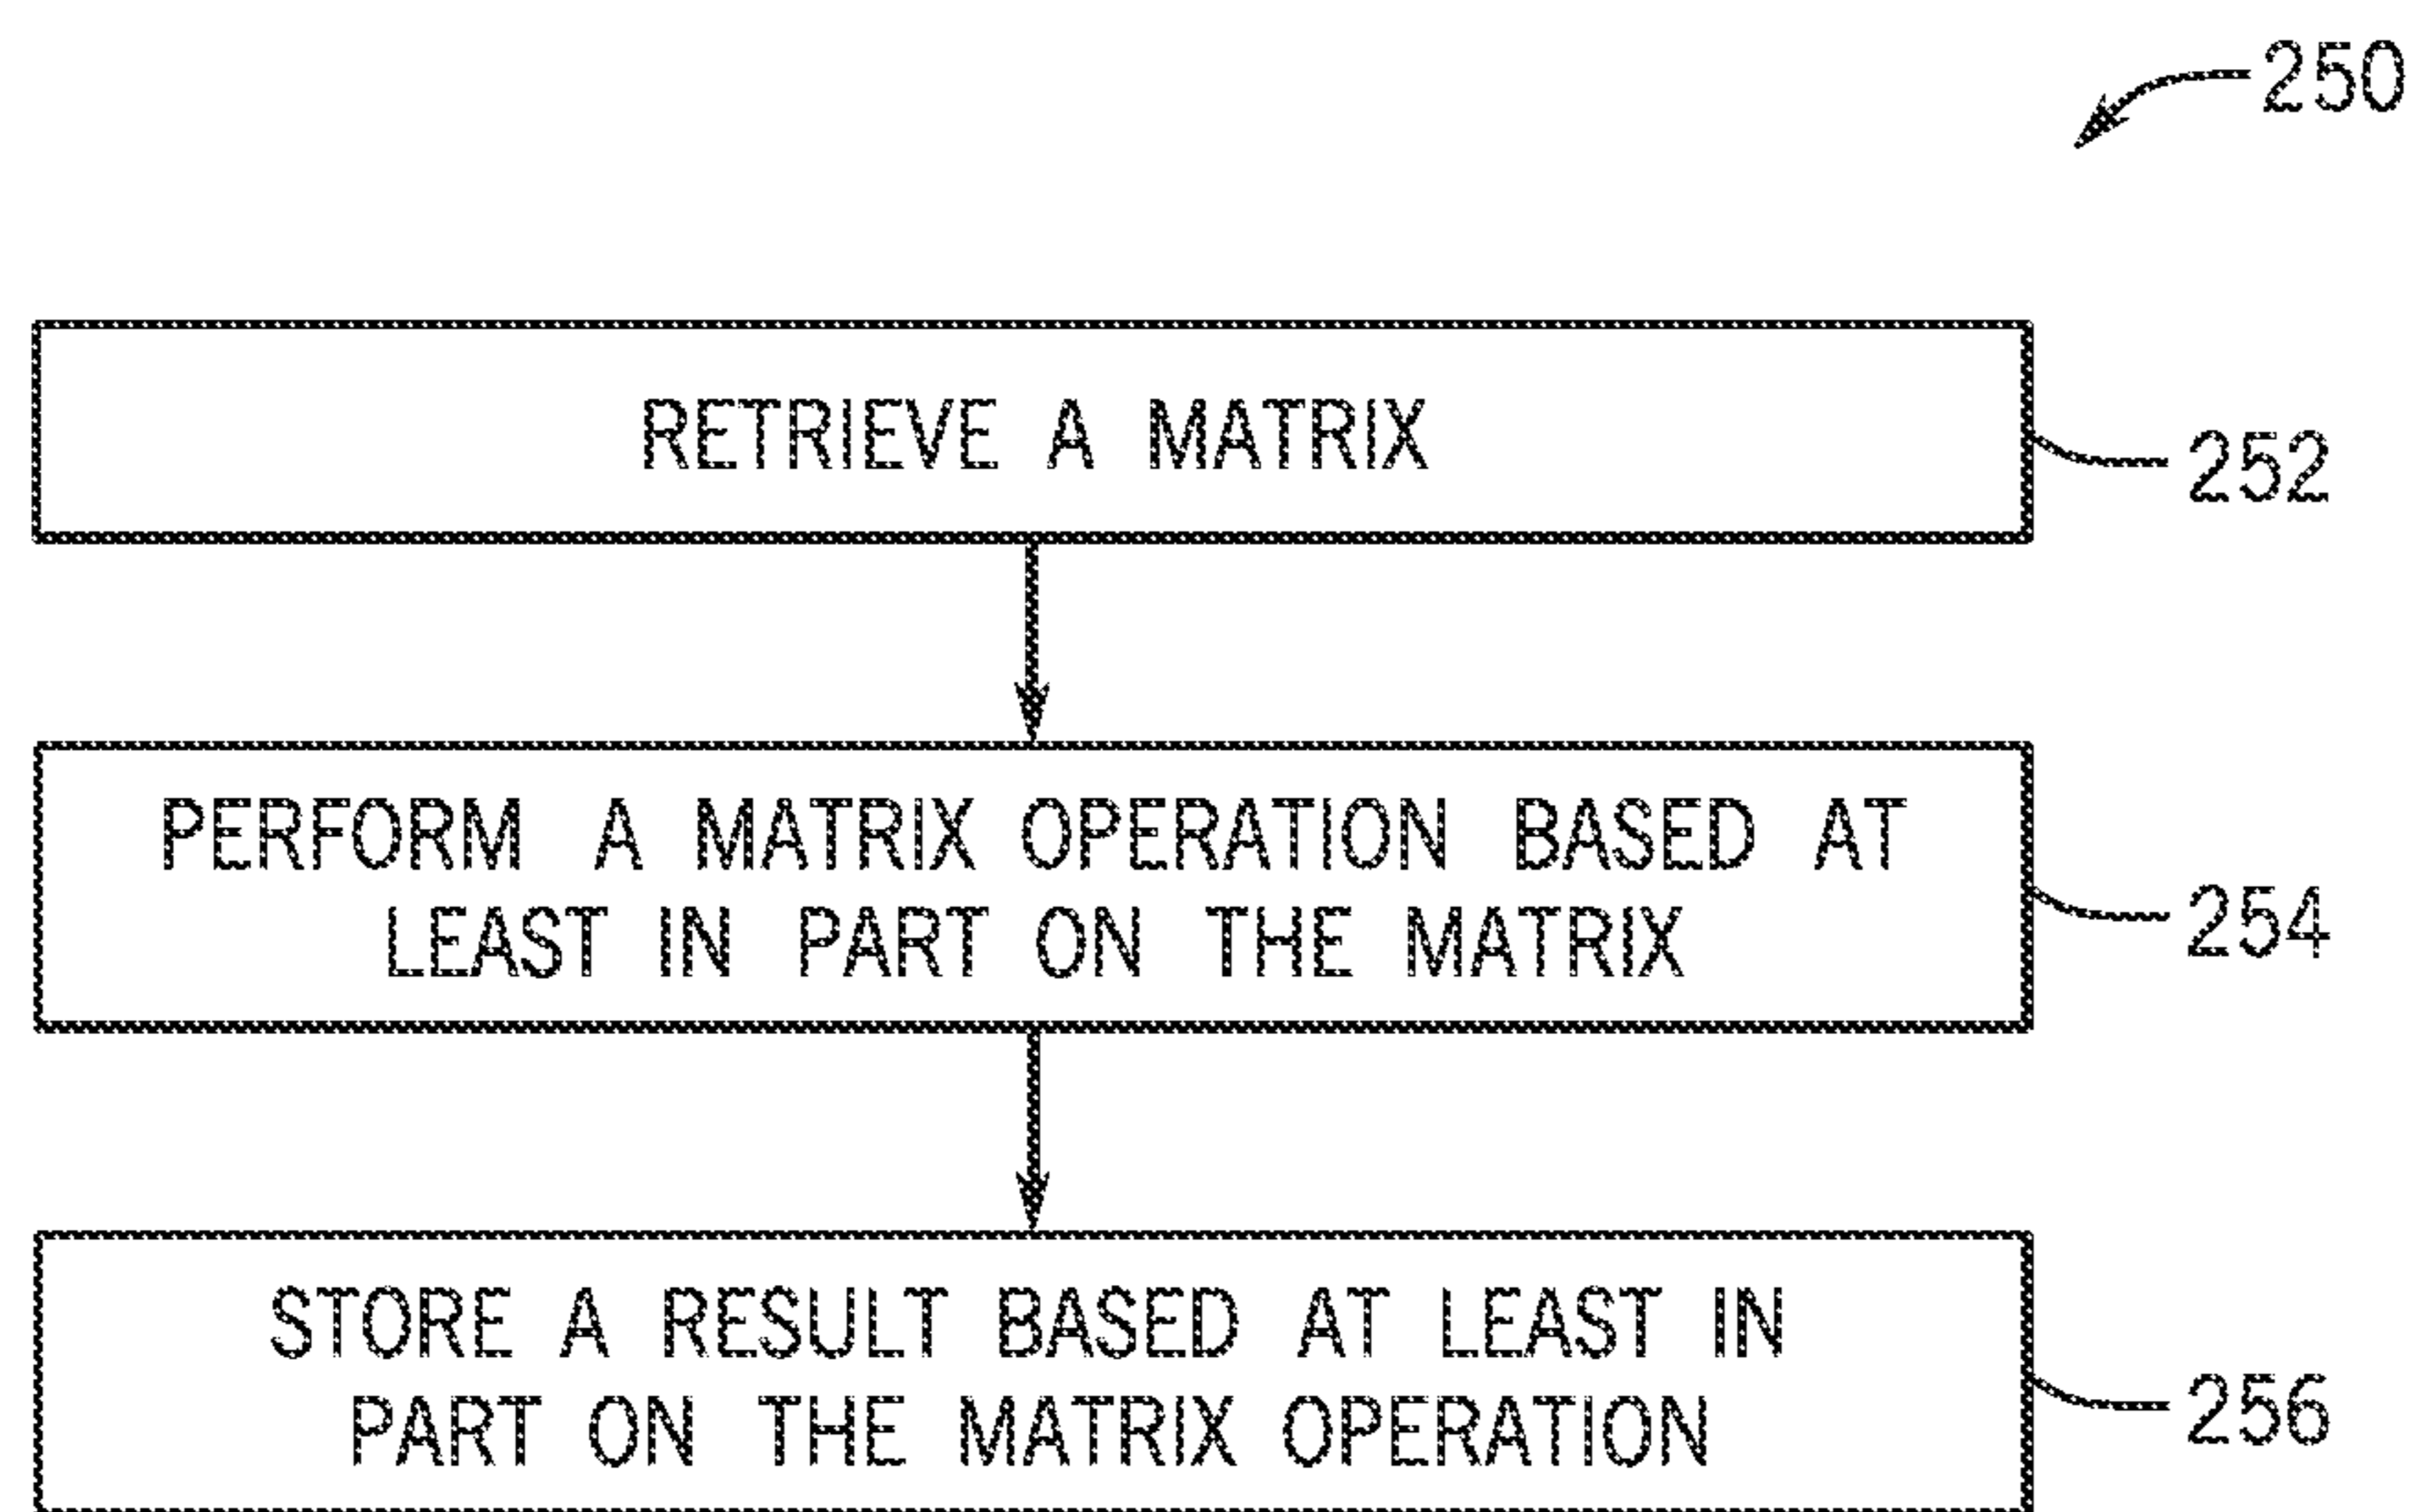 250
RETRIEVE A MATRIX
252
PERFORM A MATRIX OPERATION BASED AT
LEAST IN PART ON THE MATRIX
254
STORE A RESULT BASED AT LEAST IN
PART ON THE MATRIX OPERATION
256